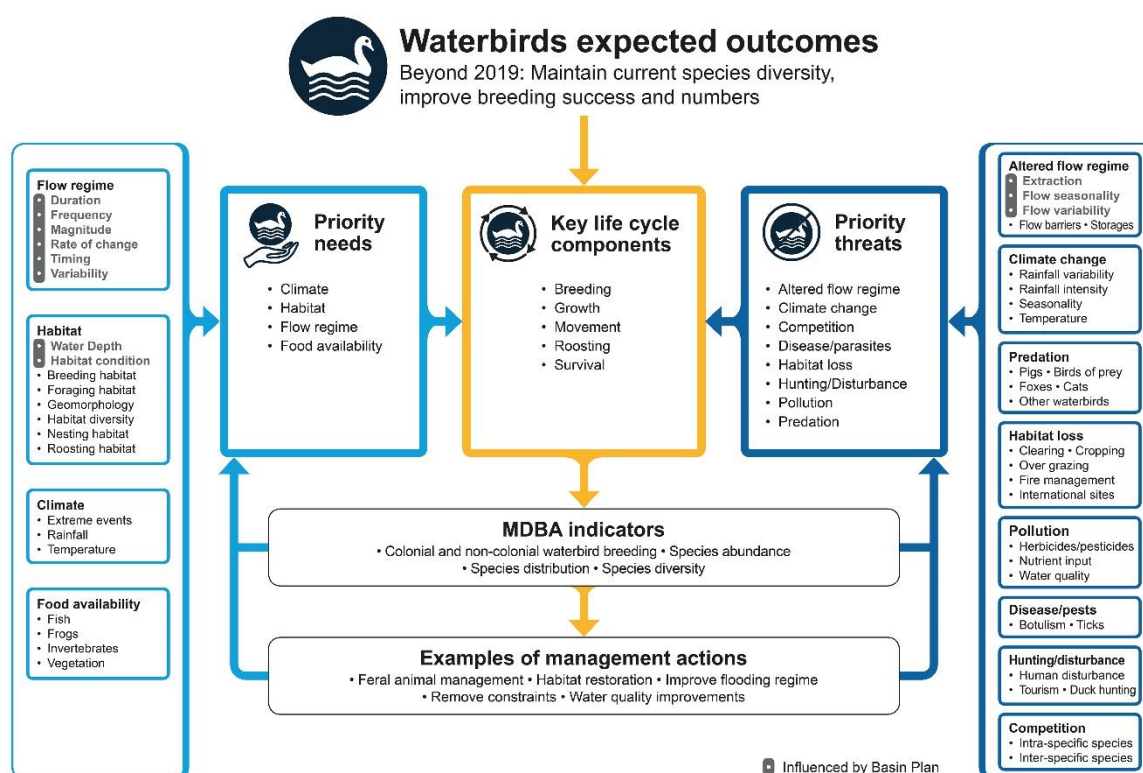 Waterbirds expected outcomes
Beyond 2019: Maintain current species diversity,
improve breeding success and numbers
Flow regime
• Duration
• Frequency
• Magnitude
• Rate of change
• Timing
• Variability
Habitat
• Water Depth
• Habitat condition
• Breeding habitat
• Foraging habitat
• Geomorphology
• Habitat diversity
• Nesting habitat
• Roosting habitat
Climate
• Extreme events
• Rainfall
• Temperature
Food availability
• Fish
• Frogs
• Invertebrates
• Vegetation
Priority
needs
• Climate
• Habitat
• Flow regime
• Food availability
Key life cycle
components
• Breeding
• Growth
• Movement
• Roosting
• Survival
Priority
threats
• Altered flow regime
• Climate change
• Competition
• Disease/parasites
• Habitat loss
• Hunting/Disturbance
• Pollution
• Predation
MDBA indicators
• Colonial and non-colonial waterbird breeding • Species abundance
• Species distribution • Species diversity
Examples of management actions
• Feral animal management • Habitat restoration • Improve flooding regime
• Remove constraints • Water quality improvements
Altered flow regime
• Extraction
• Flow seasonality
• Flow variability
• Flow barriers • Storages
Climate change
• Rainfall variability
• Rainfall intensity
• Seasonality
• Temperature
Predation
• Pigs • Birds of prey
• Foxes • Cats
• Other waterbirds
Habitat loss
• Clearing • Cropping
• Over grazing
• Fire management
• International sites
Pollution
• Herbicides/pesticides
• Nutrient input
• Water quality
Disease/pests
• Botulism • Ticks
Hunting/disturbance
• Human disturbance
• Tourism • Duck hunting
Competition
• Intra-specific species
• Inter-specific species
Influenced by Basin Plan